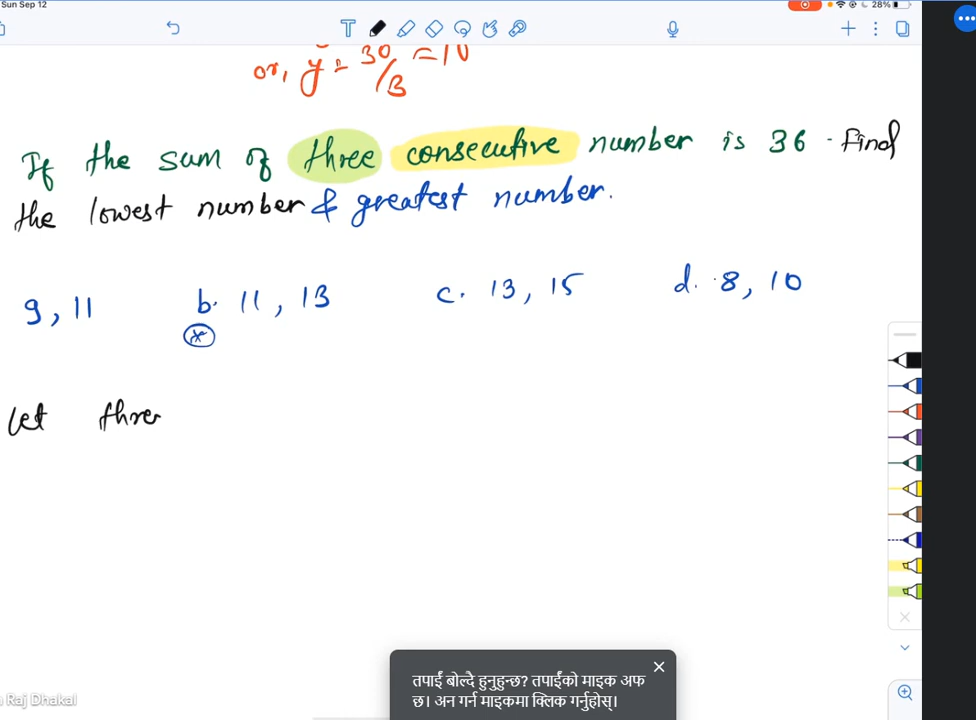 Sun Sep 12
28%
or, y = 30/3 = 10
If the sum of three consecutive number is 36. find
the lowest number & greatest number.
9, 11 b. 11, 13 c. 13, 15 d. 8, 10
Let three
Raj Dhakal
तपाईं बोल्दै हुनुहुन्छ? तपाईंको माइक अफ
छ। अन गर्न माइकमा क्लिक गर्नुहोस्।